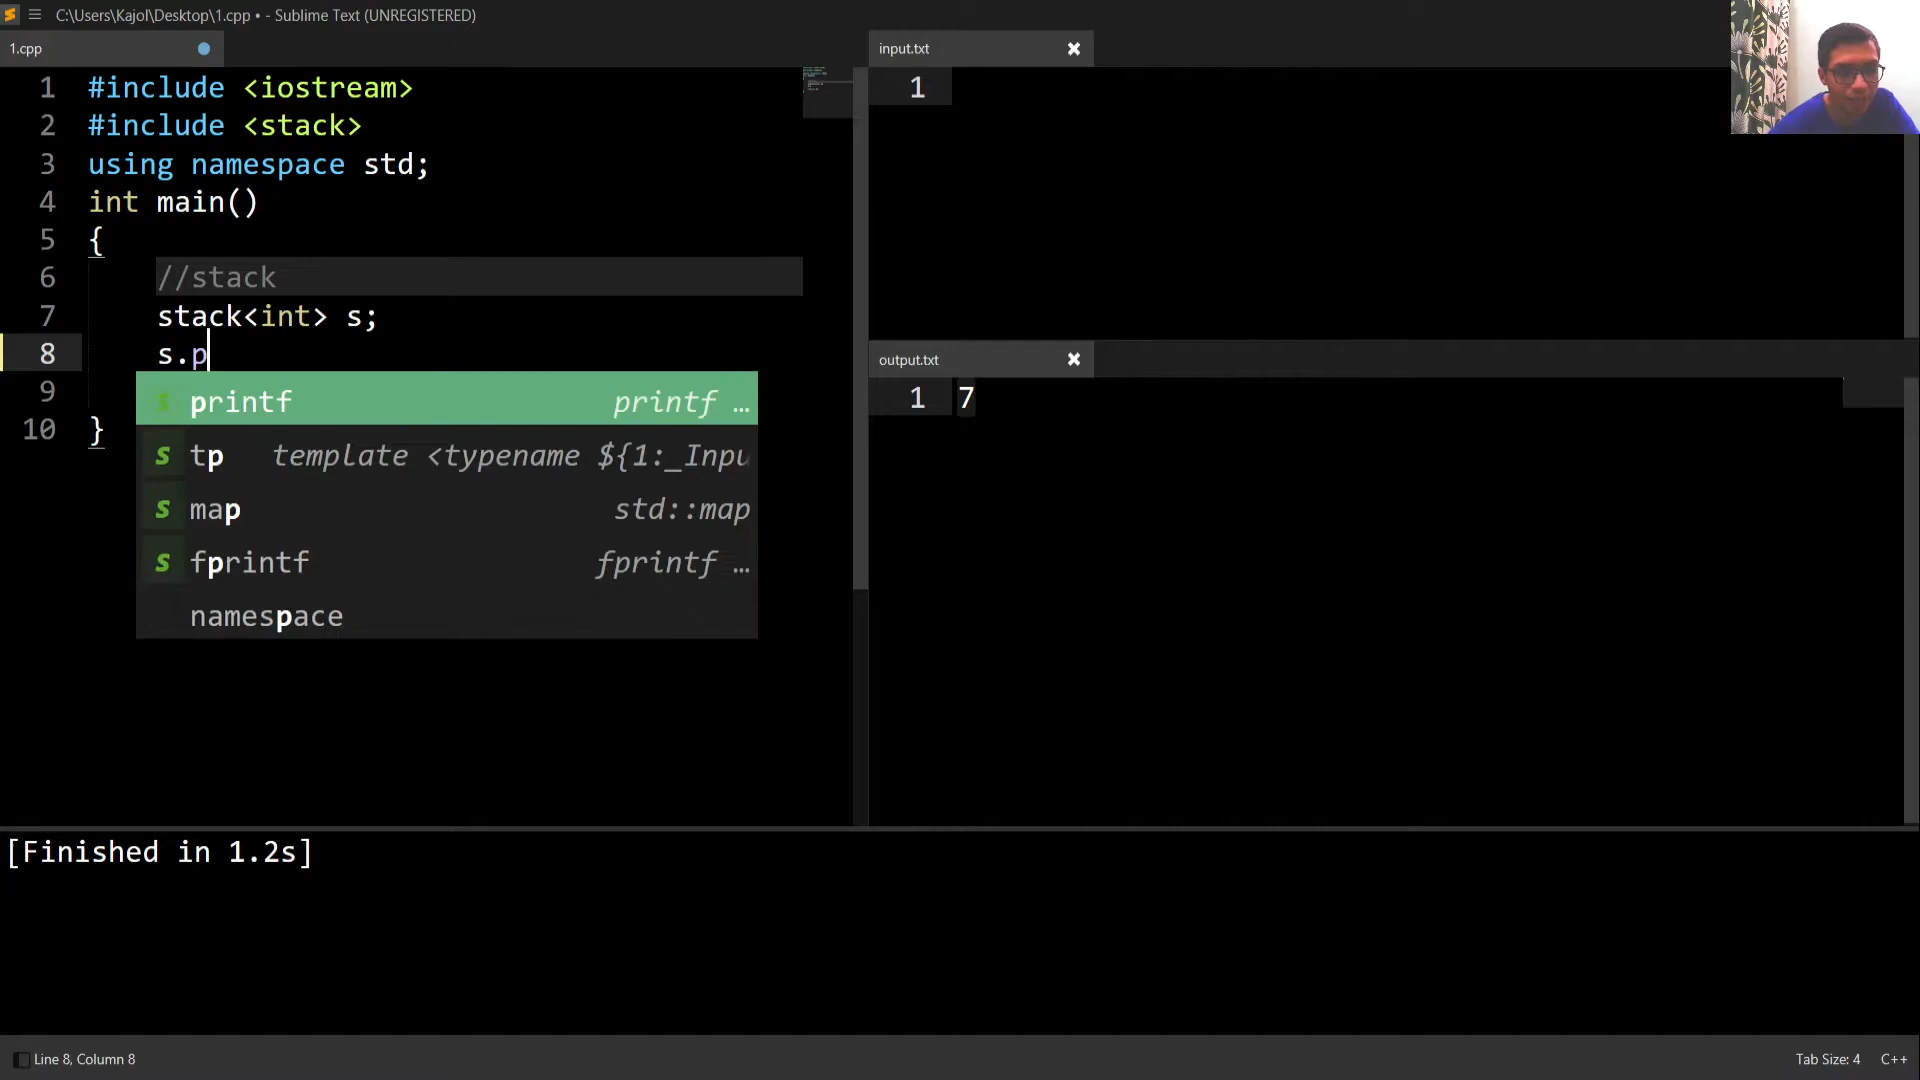 C:\Users\Kajol\Desktop\1.cpp • - Sublime Text (UNREGISTERED)
1.cpp
1 #include <iostream>
2 #include <stack>
3 using namespace std;
4 int main()
5 {
6 //stack
7 stack<int> s;
8 s.p
9
10 }
printf printf ...
s tp template <typename ${1:_Inpu
s map std::map
s fprintf fprintf ...
namespace
input.txt
1
output.txt
1 7
[Finished in 1.2s]
Line 8, Column 8
Tab Size: 4 C++